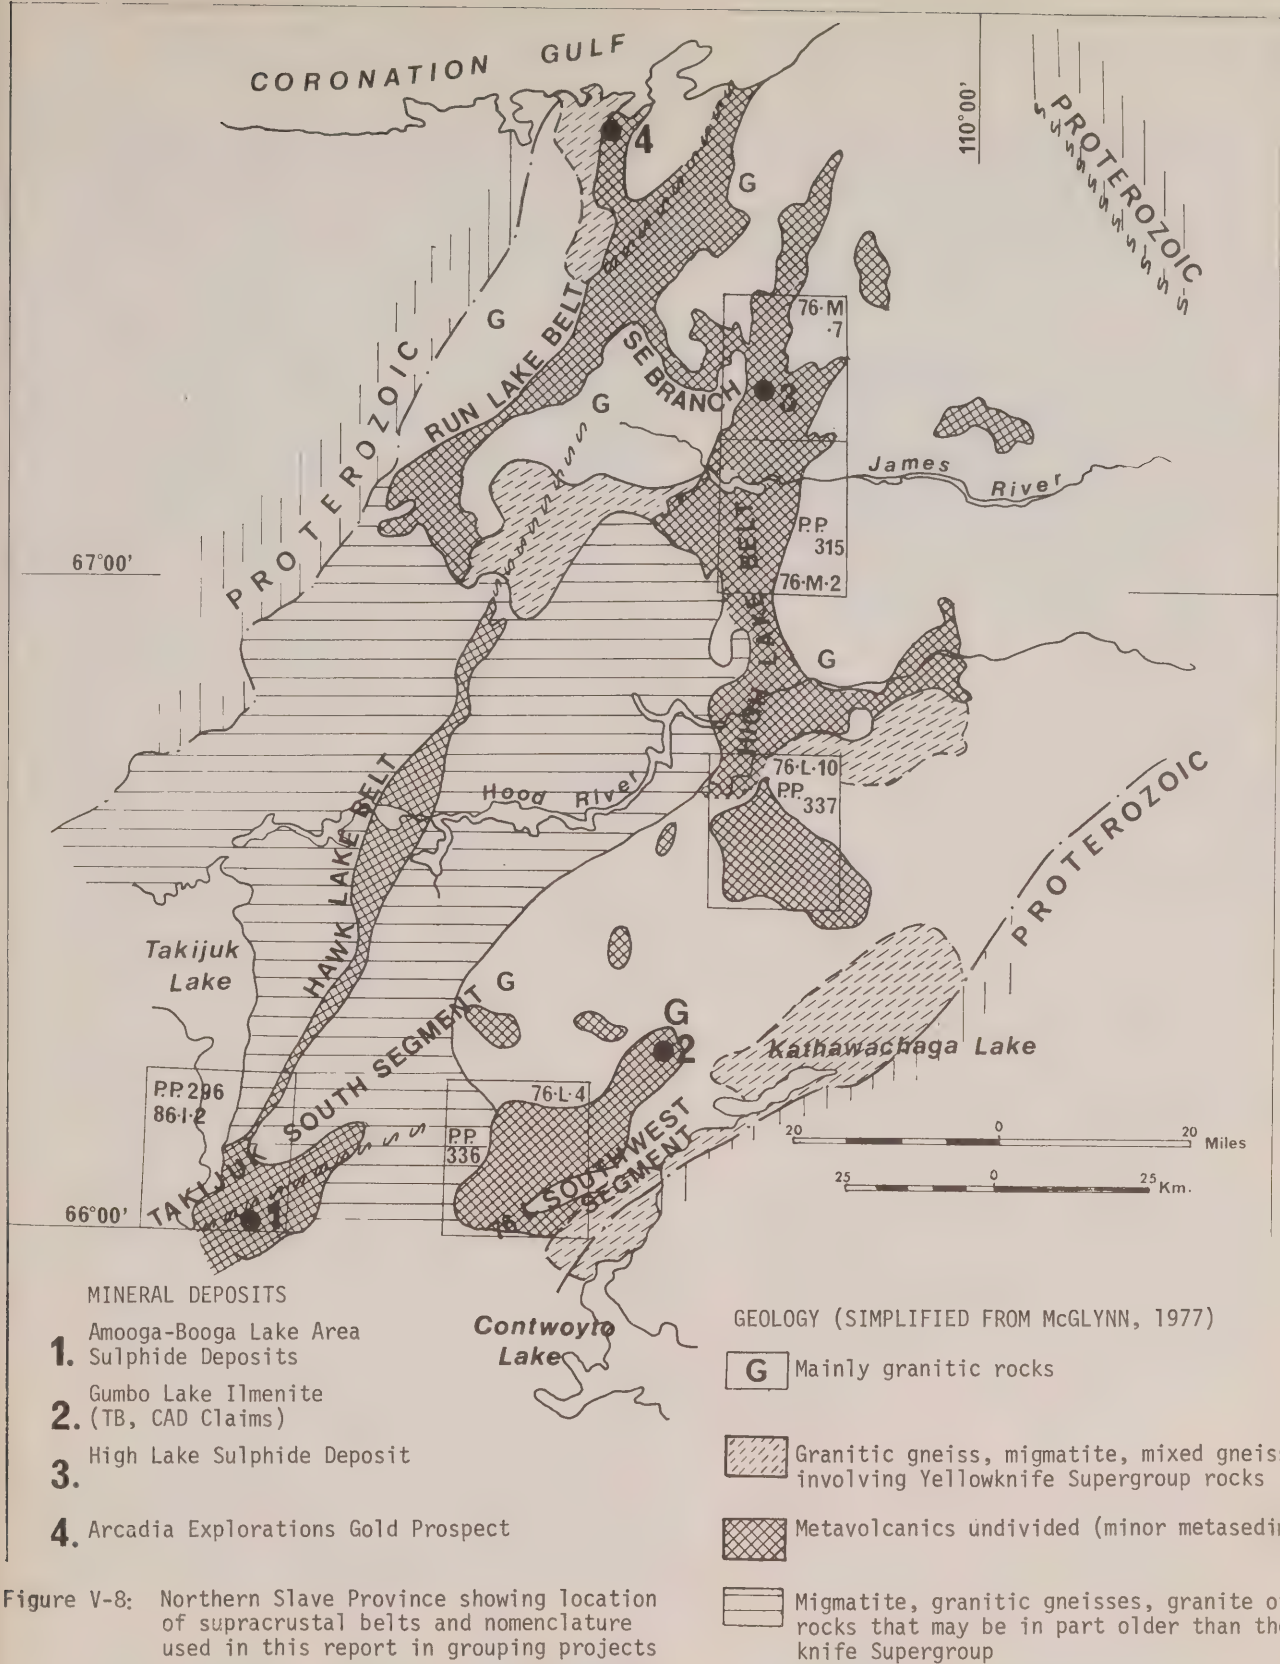 CORONATION GULF
110°00'
PROTEROZOIC
4
G
76·M
·7
G
PROTEROZOIC
RUN LAKE BELT
SE BRANCH
3
G
James River
P.P.
315
76·M·2
67°00'
HIGH LAKE BELT
G
76·L·10
P.P.
337
Hood River
HAWK LAKE BELT
PROTEROZOIC
Takijuk
Lake
G
G
2
Kathawachaga Lake
SOUTH SEGMENT
P.P. 296
86·I·2
76·L·4
P.P.
336
SOUTHWEST
SEGMENT
20 0 20 Miles
25 0 25 Km.
TAKIJUK
1
76
66°00'
MINERAL DEPOSITS
1. Amooga-Booga Lake Area
Sulphide Deposits
2. Gumbo Lake Ilmenite
(TB, CAD Claims)
3. High Lake Sulphide Deposit
4. Arcadia Explorations Gold Prospect
Contwoyto
Lake
GEOLOGY (SIMPLIFIED FROM McGLYNN, 1977)
G Mainly granitic rocks
Granitic gneiss, migmatite, mixed gneiss
involving Yellowknife Supergroup rocks
Metavolcanics undivided (minor metasedi
Migmatite, granitic gneisses, granite o
rocks that may be in part older than the
knife Supergroup
Figure V-8: Northern Slave Province showing location
of supracrustal belts and nomenclature
used in this report in grouping projects